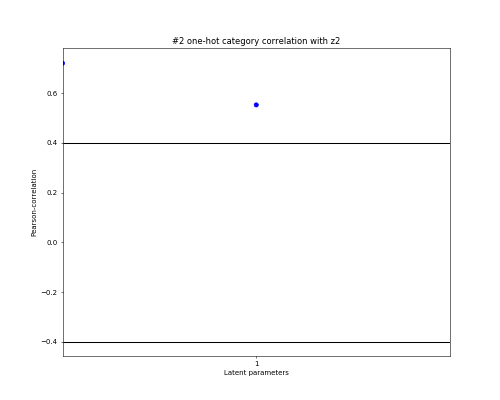 #2 one-hot category correlation with z2
Pearson-correlation
0.6
0.4
0.2
0.0
−0.2
−0.4
1
Latent parameters